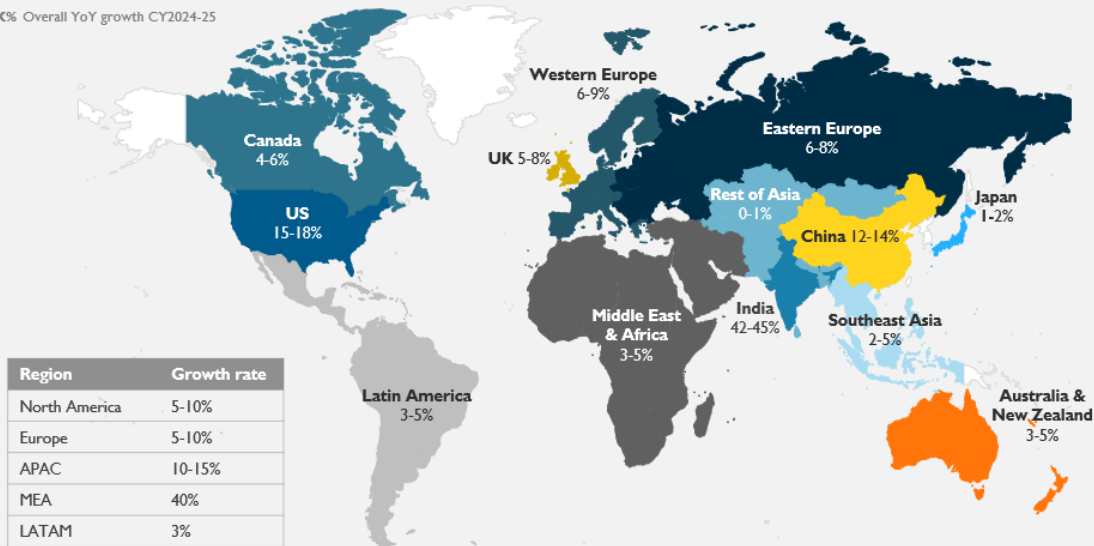 X% Overall YoY growth CY2024-25
Western Europe
6-9%
Canada
4-6%
Eastern Europe
6-8%
UK 5-8%
Rest of Asia
0-1%
Japan
1-2%
US
15-18%
China 12-14%
India
42-45%
Middle East
& Africa
3-5%
Southeast Asia
2-5%
Latin America
3-5%
Australia &
New Zealand
3-5%
Region Growth rate
North America 5-10%
Europe 5-10%
APAC 10-15%
MEA 40%
LATAM 3%